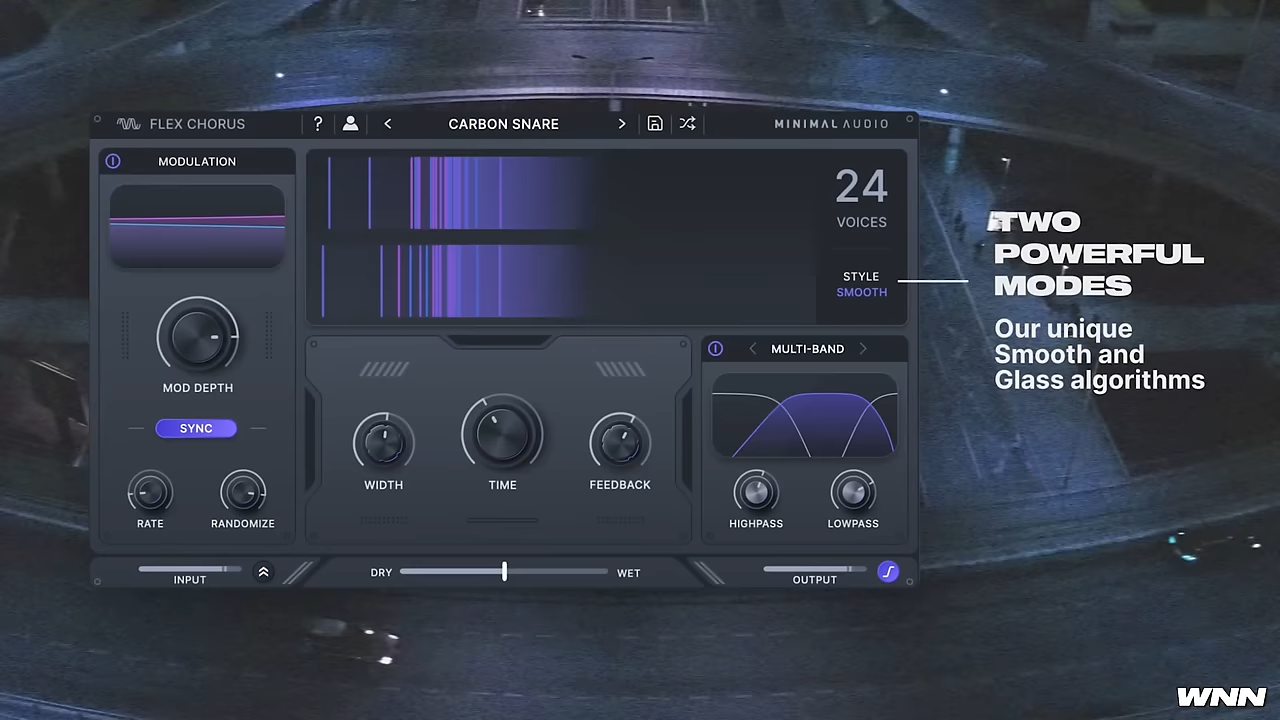 FLEX CHORUS
?
CARBON SNARE
MINIMAL AUDIO
MODULATION
24
VOICES
STYLE
SMOOTH
MOD DEPTH
SYNC
RATE
RANDOMIZE
WIDTH
TIME
FEEDBACK
MULTI-BAND
HIGHPASS
LOWPASS
INPUT
DRY
WET
OUTPUT
TWO
POWERFUL
MODES
Our unique
Smooth and
Glass algorithms
WNN